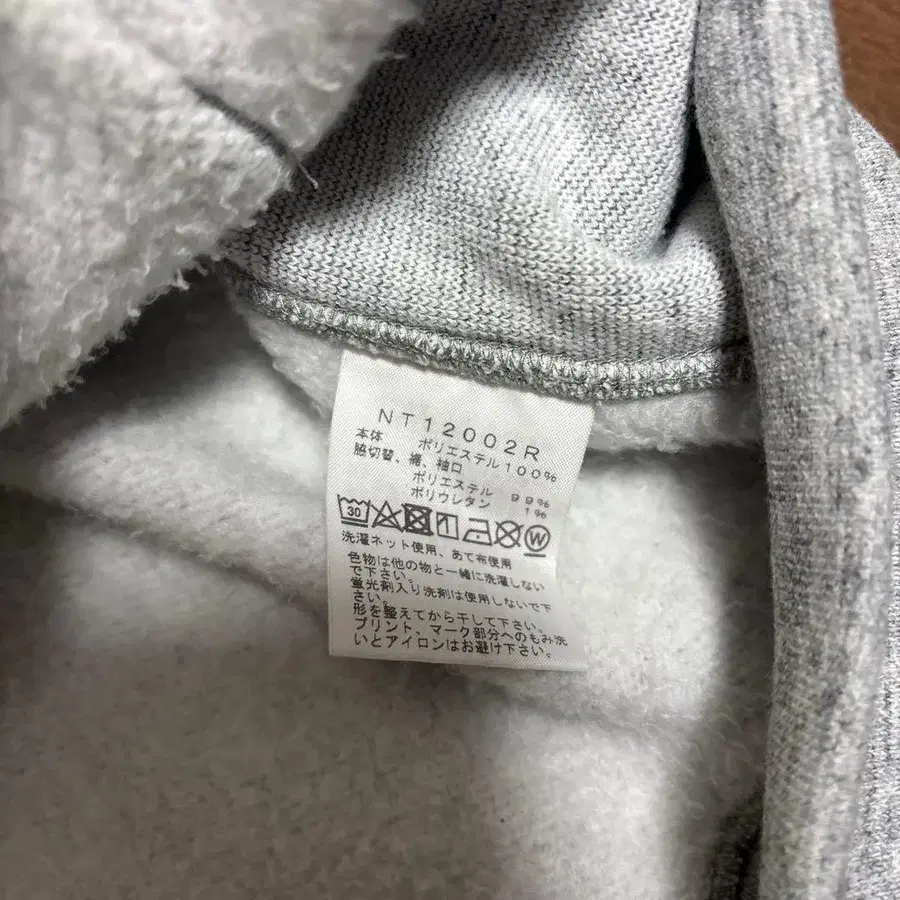 NT12002R
本体 ポリエステル100%
脇切替、裾、袖口
ポリエステル 99%
ポリウレタン 1%
30 W
洗濯ネット使用、あて布使用
色物は他の物と一緒に洗濯しない
で下さい。
蛍光剤入り洗剤は使用しないで下
さい。
形を整えてから干して下さい。
プリント、マーク部分へのもみ洗
いとアイロンはお避け下さい。